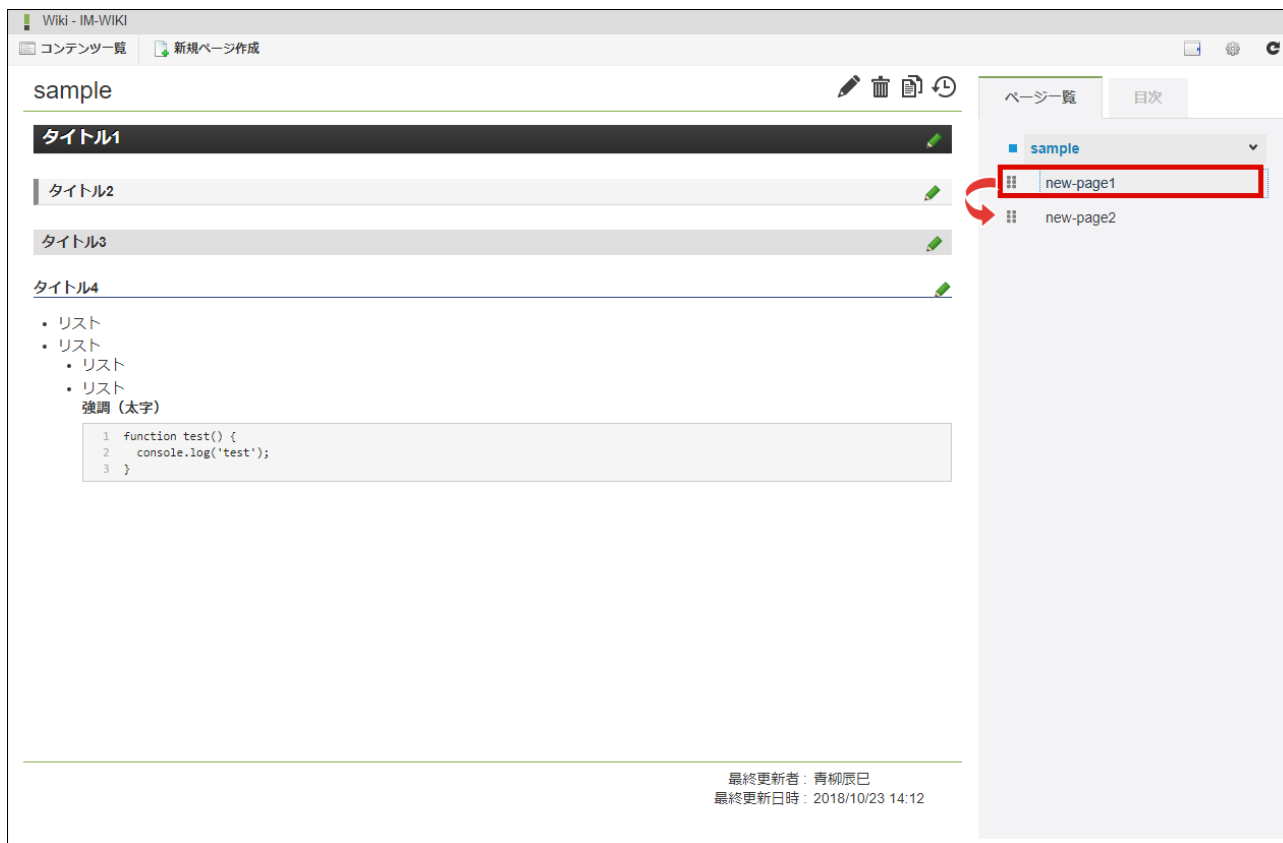 Wiki - IM-WIKI
コンテンツ一覧 新規ページ作成
sample
タイトル1
タイトル2
タイトル3
タイトル4
• リスト
• リスト
• リスト
• リスト
強調（太字）
1 function test() {
2 console.log('test');
3 }
最終更新者 : 青柳辰巳
最終更新日時 : 2018/10/23 14:12
ページ一覧 目次
sample
new-page1
new-page2